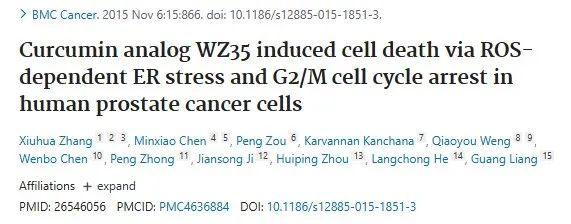 > BMC Cancer. 2015 Nov 6:15:866. doi: 10.1186/s12885-015-1851-3.
Curcumin analog WZ35 induced cell death via ROS-
dependent ER stress and G2/M cell cycle arrest in
human prostate cancer cells
Xiuhua Zhang 1 2 3, Minxiao Chen 4 5, Peng Zou 6, Karvannan Kanchana 7, Qiaoyou Weng 8 9,
Wenbo Chen 10, Peng Zhong 11, Jiansong Ji 12, Huiping Zhou 13, Langchong He 14, Guang Liang 15
Affiliations + expand
PMID: 26546056 PMCID: PMC4636884 DOI: 10.1186/s12885-015-1851-3